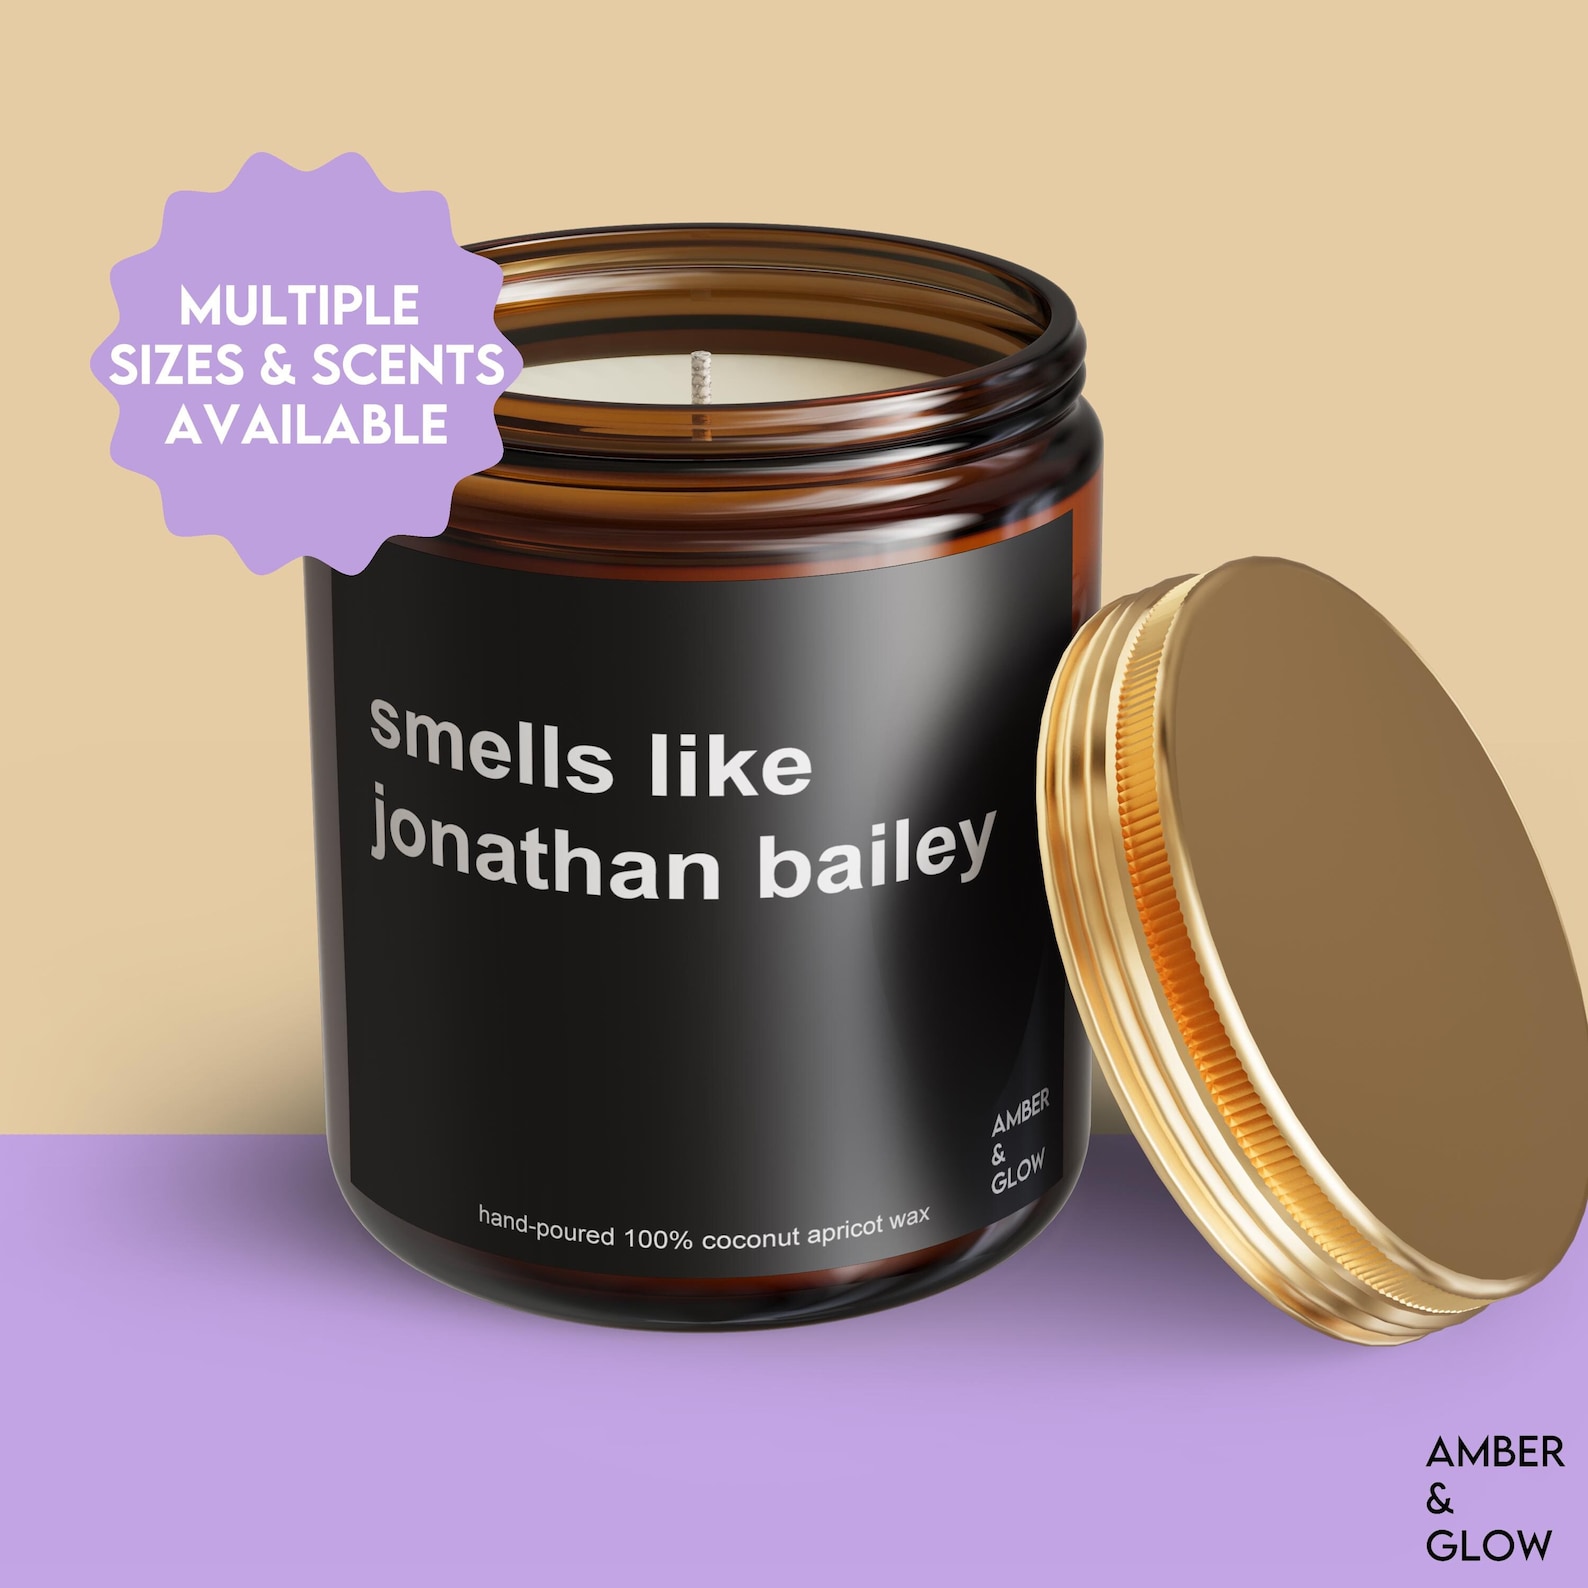 MULTIPLE
SIZES & SCENTS
AVAILABLE
smells like
jonathan bailey
AMBER
&
GLOW
hand-poured 100% coconut apricot wax
AMBER
&
GLOW